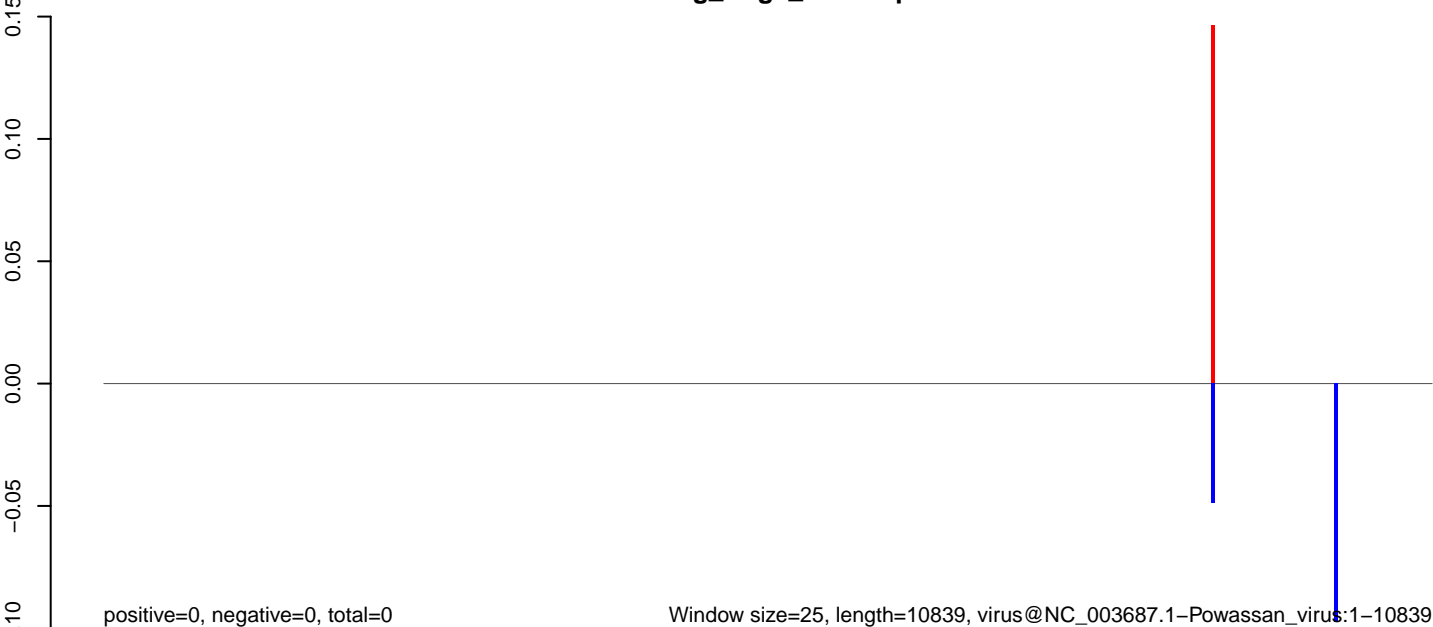 0.15
0.10
0.05
0.00
−0.05
positive=0, negative=0, total=0
Window size=25, length=10839, virus@NC_003687.1−Powassan_virus:1−10839